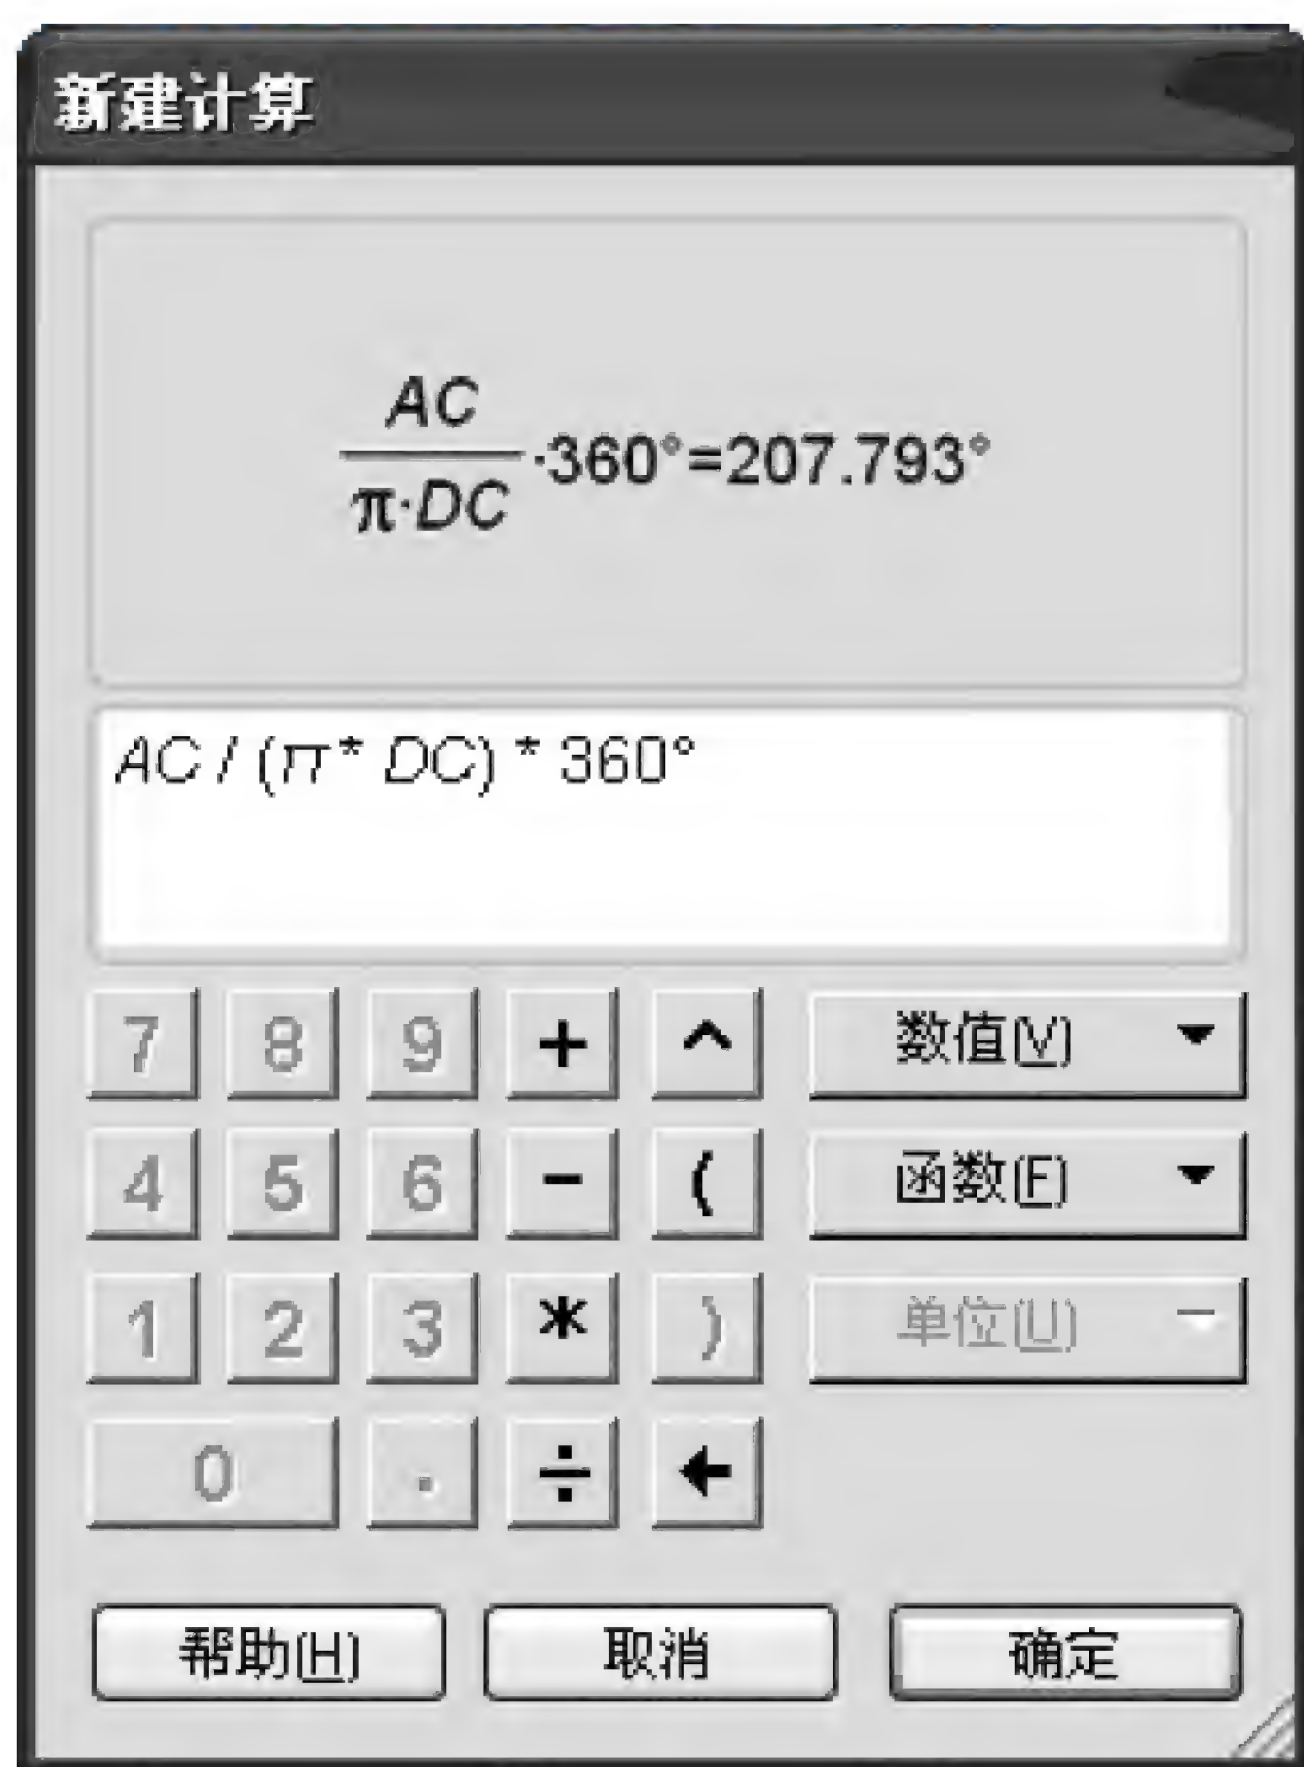 新建计算
AC
π·DC ·360°=207.793°
AC / (π* DC) * 360°
7 8 9 + ^ 数值(V)
4 5 6 - ( 函数(F)
1 2 3 * ) 单位(U)
0 . ÷
帮助(H) 取消 确定